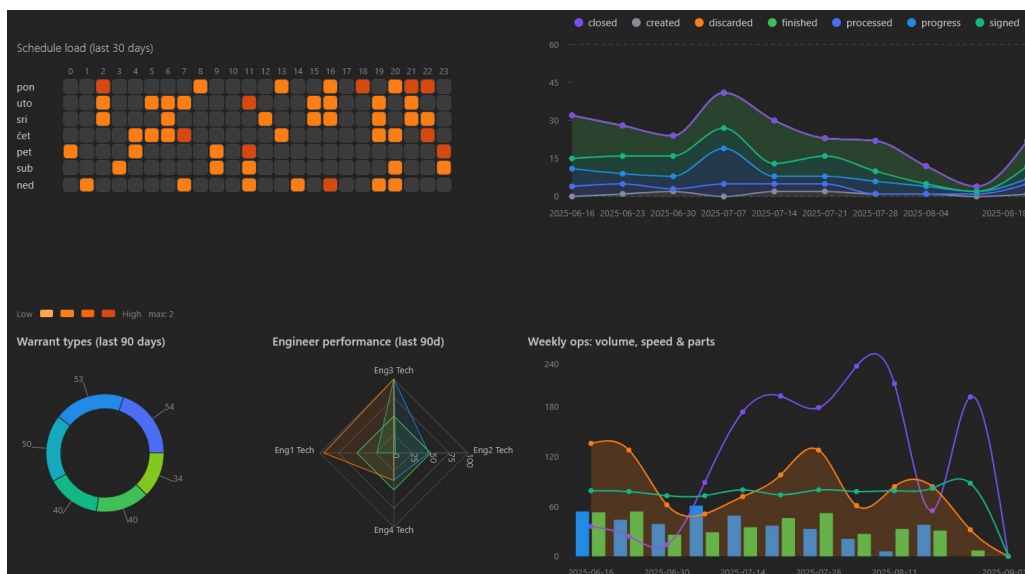 closed created discarded finished processed progress signed
Schedule load (last 30 days)
0 1 2 3 4 5 6 7 8 9 10 11 12 13 14 15 16 17 18 19 20 21 22 23
pon
uto
sri
čet
pet
sub
ned
60
45
30
15
0
2025-06-16 2025-06-23 2025-06-30 2025-07-07 2025-07-14 2025-07-21 2025-07-28 2025-08-04 2025-08-18
Low High max: 2
Warrant types (last 90 days)
53
54
50
34
40
40
Engineer performance (last 90d)
Eng3 Tech
Eng1 Tech
0 25 50 75 100
Eng2 Tech
Eng4 Tech
Weekly ops: volume, speed & parts
240
180
120
60
0
2025-06-16 2025-06-30 2025-07-14 2025-07-28 2025-08-11 2025-09-01